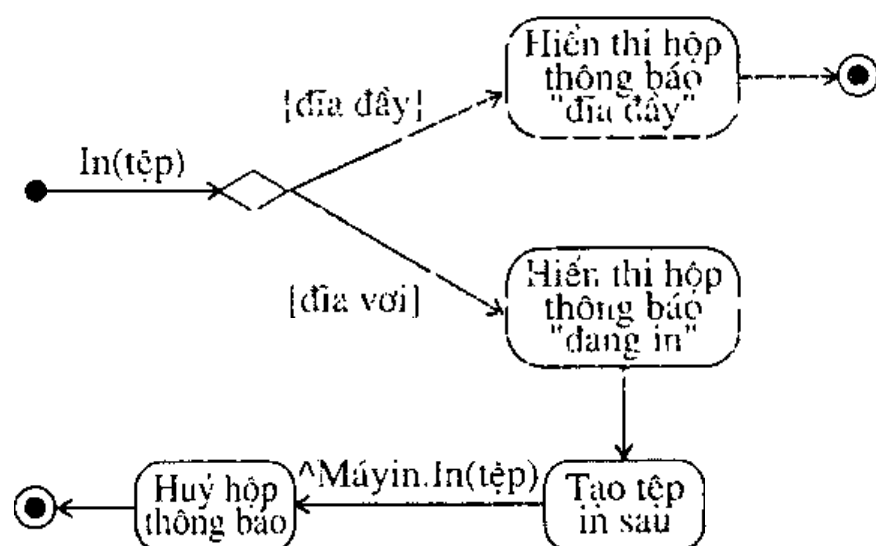 Hiển thị hộp
thông báo
"đĩa đầy"
[đĩa đầy]
In(tệp)
[đĩa vơi]
Hiển thị hộp
thông báo
"đang in"
^Máyin.In(tệp)
Huỷ hộp
thông báo
Tạo tệp
in sau